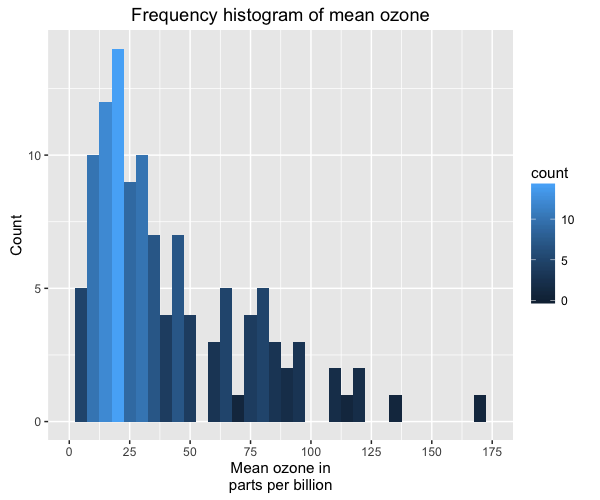 Frequency histogram of mean ozone
Count
10
5
0
0 25 50 75 100 125 150 175
Mean ozone in
parts per billion
count
10
5
0